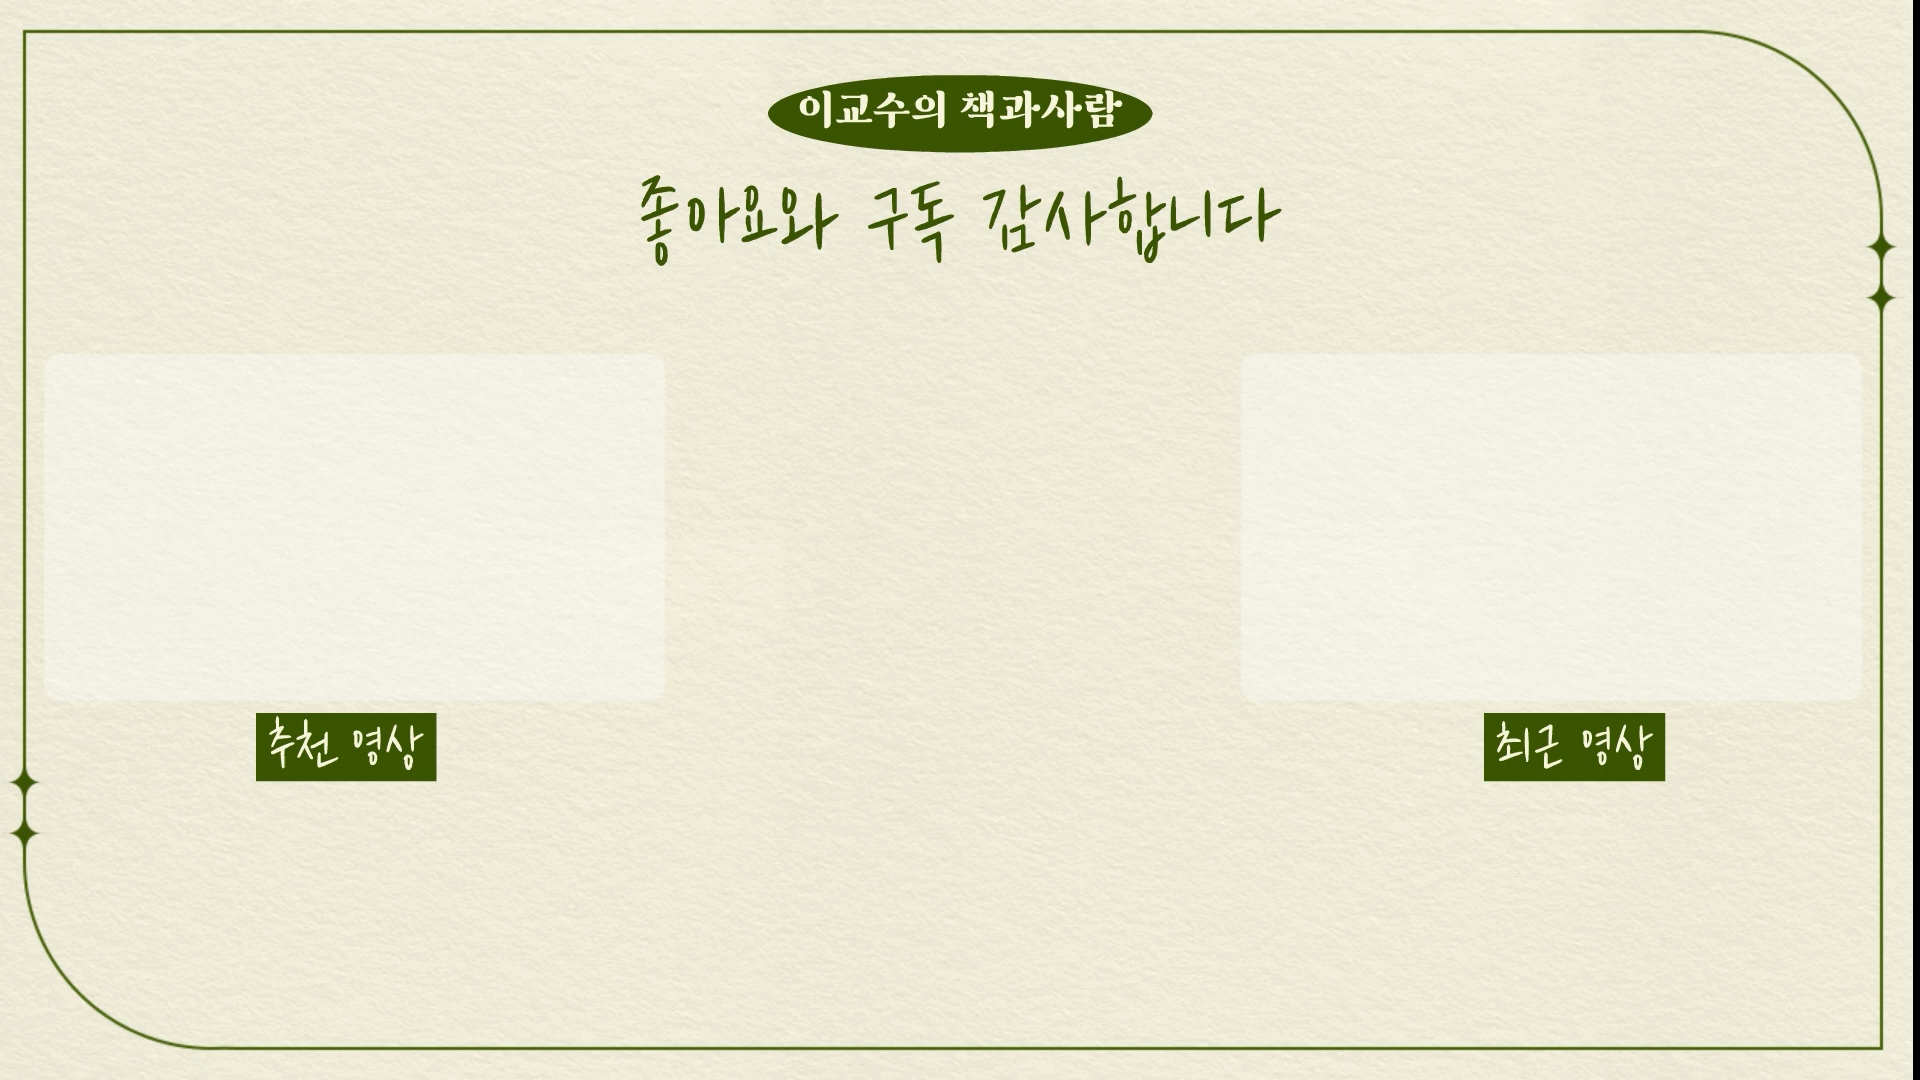 이교수의 책과사람
좋아요와 구독 감사합니다
추천 영상
최근 영상